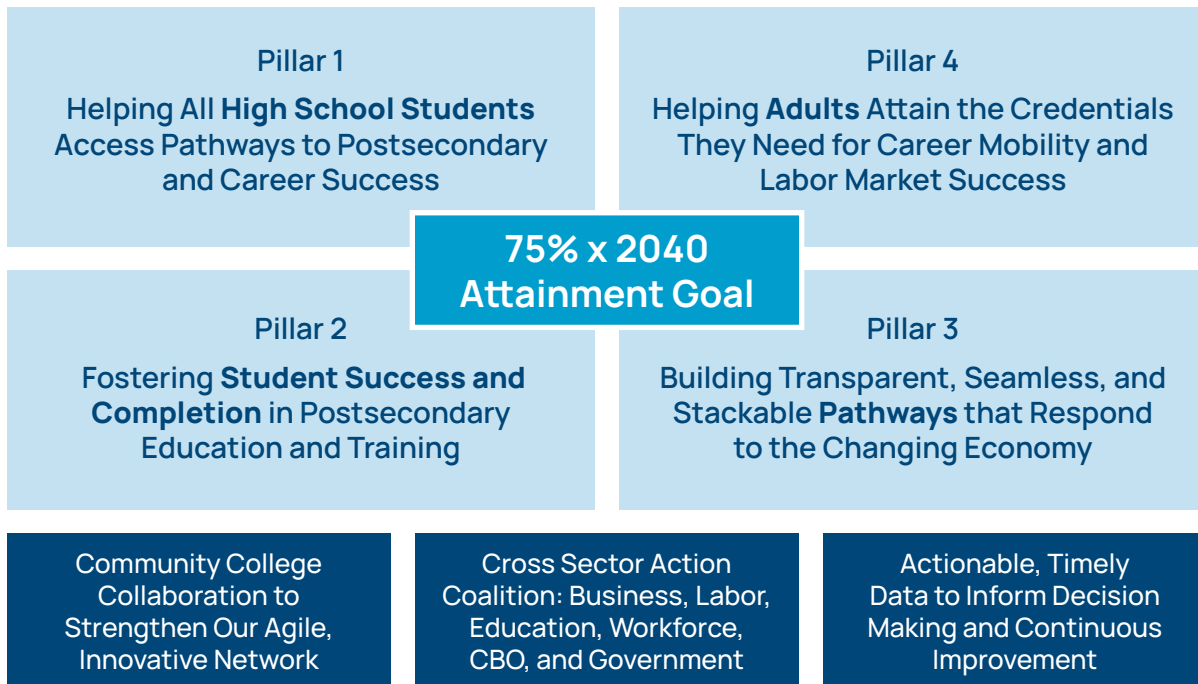 Pillar 1
Helping All High School Students
Access Pathways to Postsecondary
and Career Success
Pillar 4
Helping Adults Attain the Credentials
They Need for Career Mobility and
Labor Market Success
75% x 2040
Attainment Goal
Pillar 2
Fostering Student Success and
Completion in Postsecondary
Education and Training
Pillar 3
Building Transparent, Seamless, and
Stackable Pathways that Respond
to the Changing Economy
Community College
Collaboration to
Strengthen Our Agile,
Innovative Network
Cross Sector Action
Coalition: Business, Labor,
Education, Workforce,
CBO, and Government
Actionable, Timely
Data to Inform Decision
Making and Continuous
Improvement